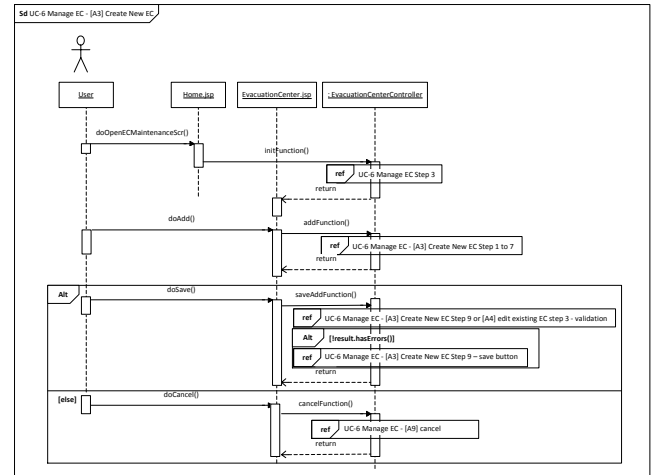 Sd UC-6 Manage EC - [A3] Create New EC
User
Home.jsp
EvacuationCenter.jsp
: EvacuationCenterController
doOpenECMaintenanceScr()
initFunction()
ref UC-6 Manage EC Step 3
return
doAdd()
addFunction()
ref UC-6 Manage EC - [A3] Create New EC Step 1 to 7
return
Alt
doSave()
saveAddFunction()
ref UC-6 Manage EC - [A3] Create New EC Step 9 or [A4] edit existing EC step 3 - validation
Alt [!result.hasErrors()]
ref UC-6 Manage EC - [A3] Create New EC Step 9 – save button
return
[else]
doCancel()
cancelFunction()
ref UC-6 Manage EC - [A9] cancel
return